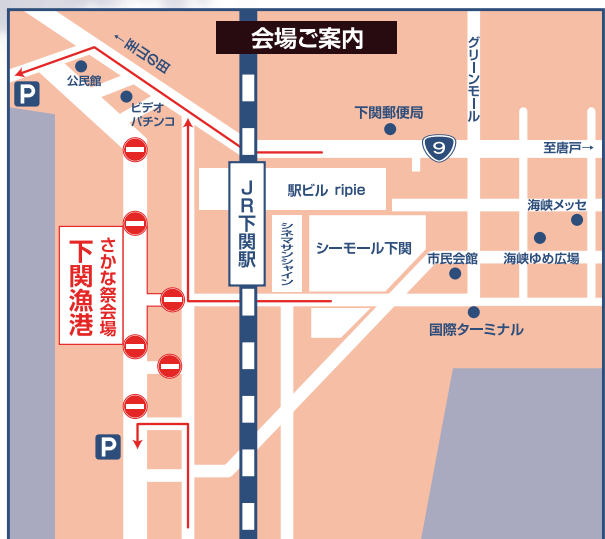 会場ご案内
←至山の田
グリーンモール
公民館
P
ビデオ
パチンコ
下関郵便局
9
至唐戸→
JR下関駅
駅ビル ripie
海峡メッセ
シネマサンシャイン
シーモール下関
市民会館
海峡ゆめ広場
さかな祭会場
下関漁港
国際ターミナル
P